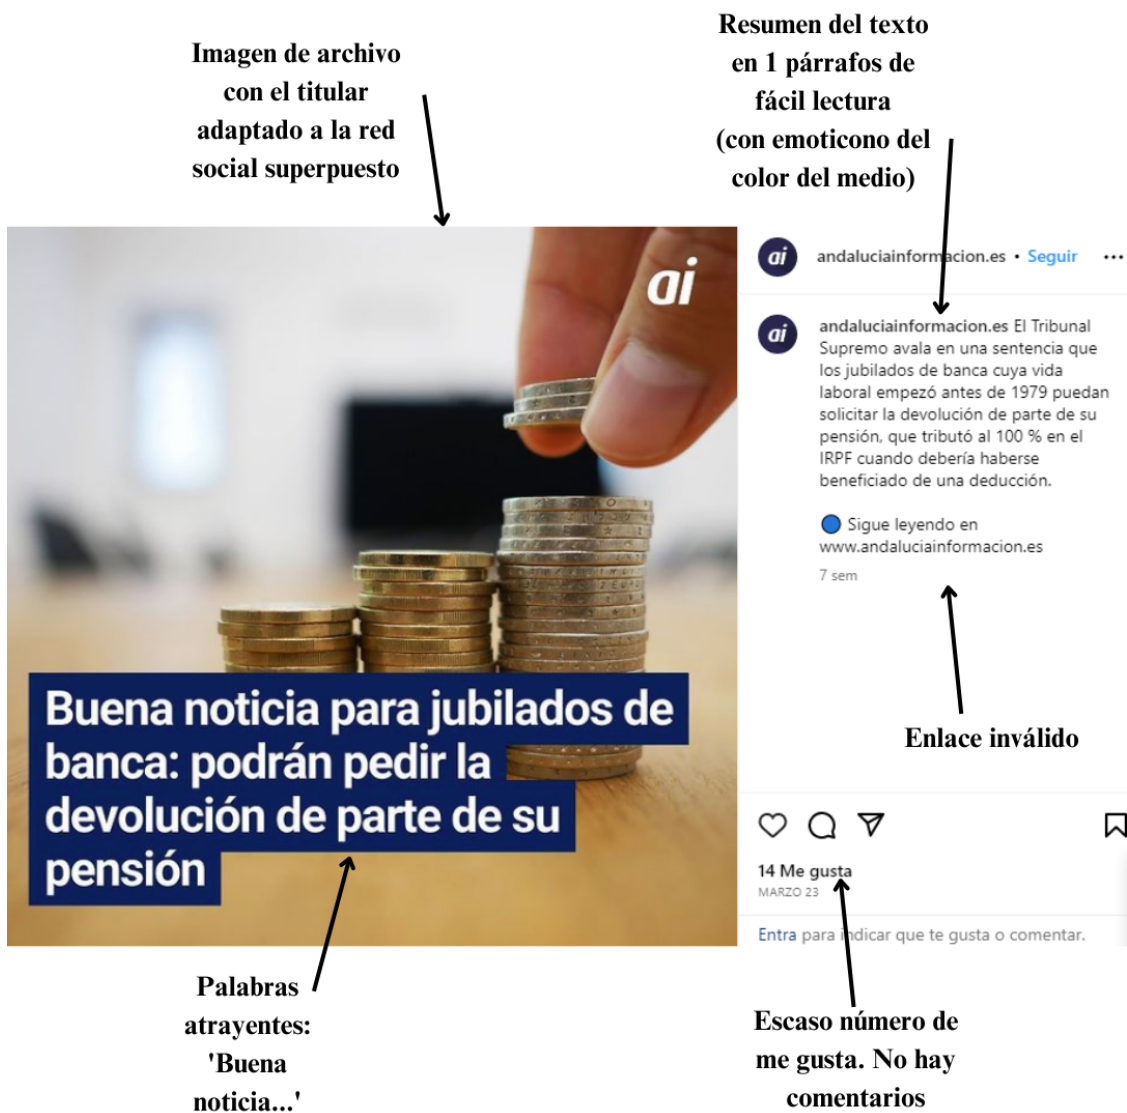 Imagen de archivo
con el titular
adaptado a la red
social superpuesto
Resumen del texto
en 1 párrafos de
fácil lectura
(con emoticono del
color del medio)
ai
Buena noticia para jubilados de
banca: podrán pedir la
devolución de parte de su
pensión
ai
andaluciainformacion.es • Seguir
ai
andaluciainformacion.es El Tribunal
Supremo avala en una sentencia que
los jubilados de banca cuya vida
laboral empezó antes de 1979 puedan
solicitar la devolución de parte de su
pensión, que tributó al 100 % en el
IRPF cuando debería haberse
beneficiado de una deducción.
🔵 Sigue leyendo en
www.andaluciainformacion.es
7 sem
Enlace inválido
14 Me gusta
MARZO 23
Entra para indicar que te gusta o comentar.
Palabras
atrayentes:
'Buena
noticia...'
Escaso número de
me gusta. No hay
comentarios